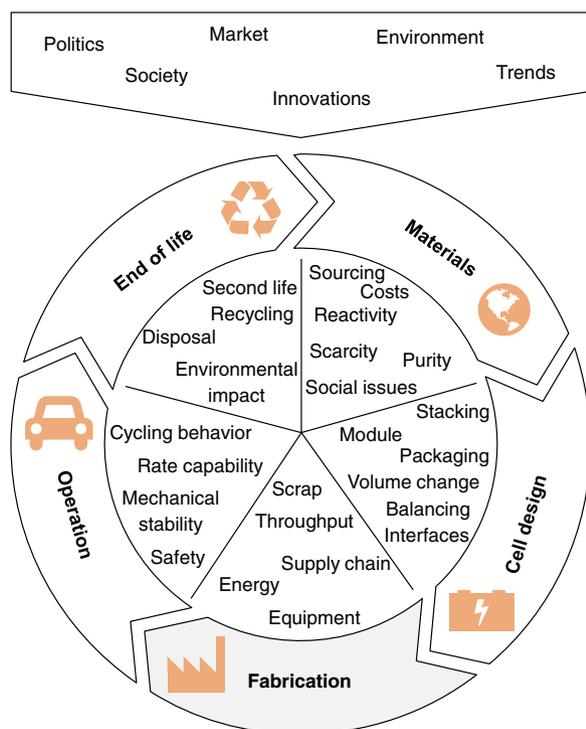 Politics
Market
Environment
Society
Trends
Innovations
End of life
Materials
Second life
Recycling
Disposal
Environmental
impact
Sourcing
Costs
Reactivity
Scarcity
Purity
Social issues
Stacking
Module
Packaging
Volume change
Balancing
Interfaces
Cell design
Cycling behavior
Rate capability
Mechanical
stability
Safety
Operation
Scrap
Throughput
Supply chain
Energy
Equipment
Fabrication